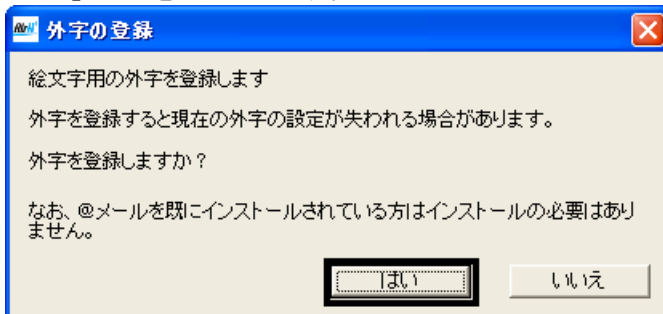 外字の登録
絵文字用の外字を登録します
外字を登録すると現在の外字の設定が失われる場合があります。
外字を登録しますか？
なお、@メールを既にインストールされている方はインストールの必要はあり
ません。
はい
いいえ